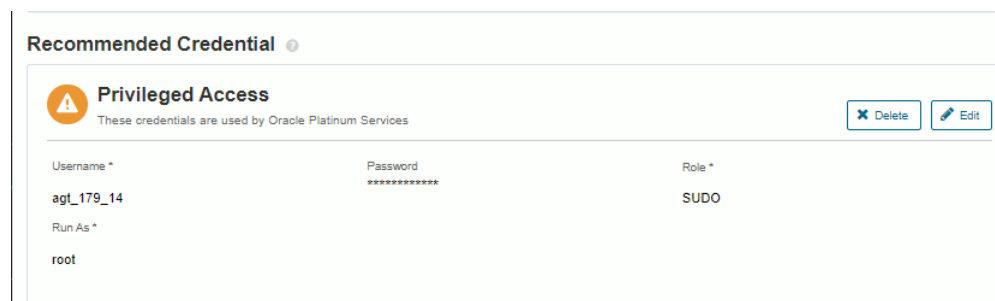 Recommended Credential ?
Privileged Access
These credentials are used by Oracle Platinum Services
Delete Edit
Username * Password Role *
agt_179_14 ************ SUDO
Run As *
root